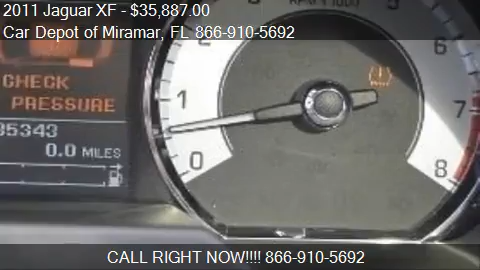 2011 Jaguar XF - $35,887.00
Car Depot of Miramar, FL 866-910-5692
CHECK
PRESSURE
35343
0.0 MILES
0
1
7
8
CALL RIGHT NOW!!!! 866-910-5692